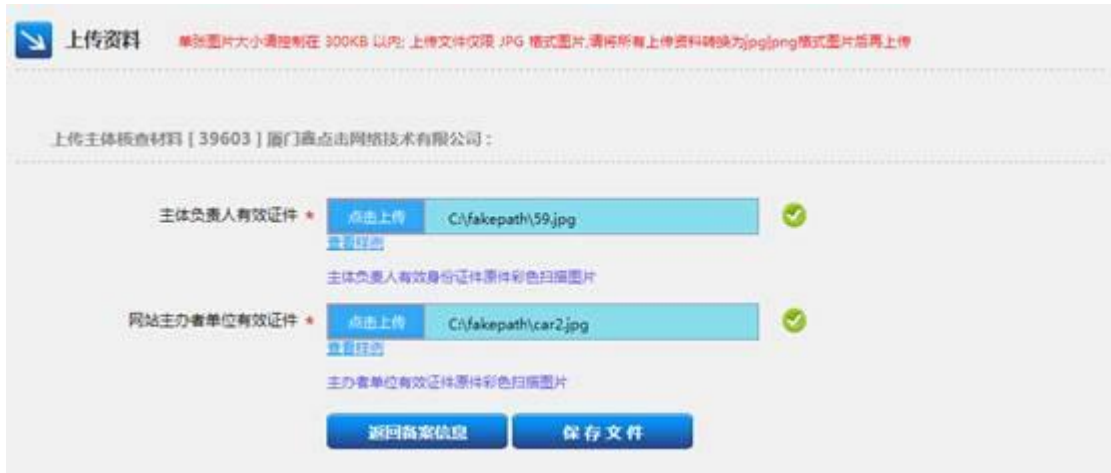 上传资料 单张图片大小请控制在 300KB 以内; 上传文件仅限 JPG 格式图片,请将所有上传资料转换为jpg|png格式图片后再上传
上传主体核查材料 [ 39603 ] 厦门鑫点击网络技术有限公司 :
主体负责人有效证件 * 点击上传 C:\fakepath\59.jpg
查看样图
主体负责人有效身份证件原件彩色扫描图片
网站主办者单位有效证件 * 点击上传 C:\fakepath\car2.jpg
查看样图
主办者单位有效证件原件彩色扫描图片
返回备案信息 保存文件